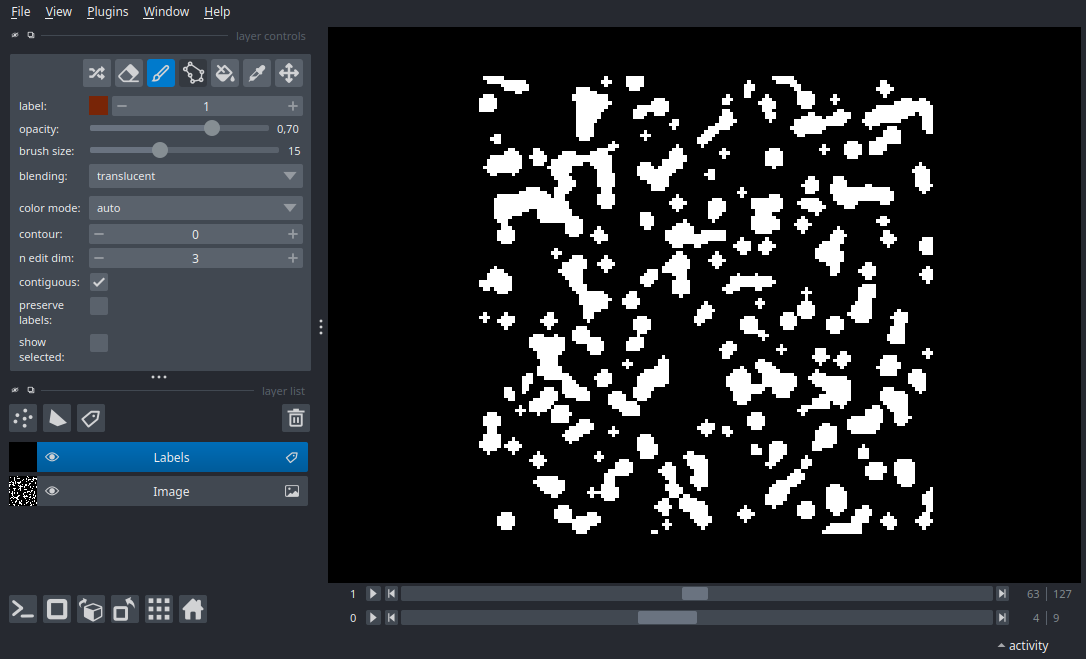 File View Plugins Window Help
layer controls
label: 1
opacity: 0,70
brush size: 15
blending: translucent
color mode: auto
contour: 0
n edit dim: 3
contiguous:
preserve
labels:
show
selected:
layer list
Labels
Image
1 63 | 127
0 4 | 9
activity